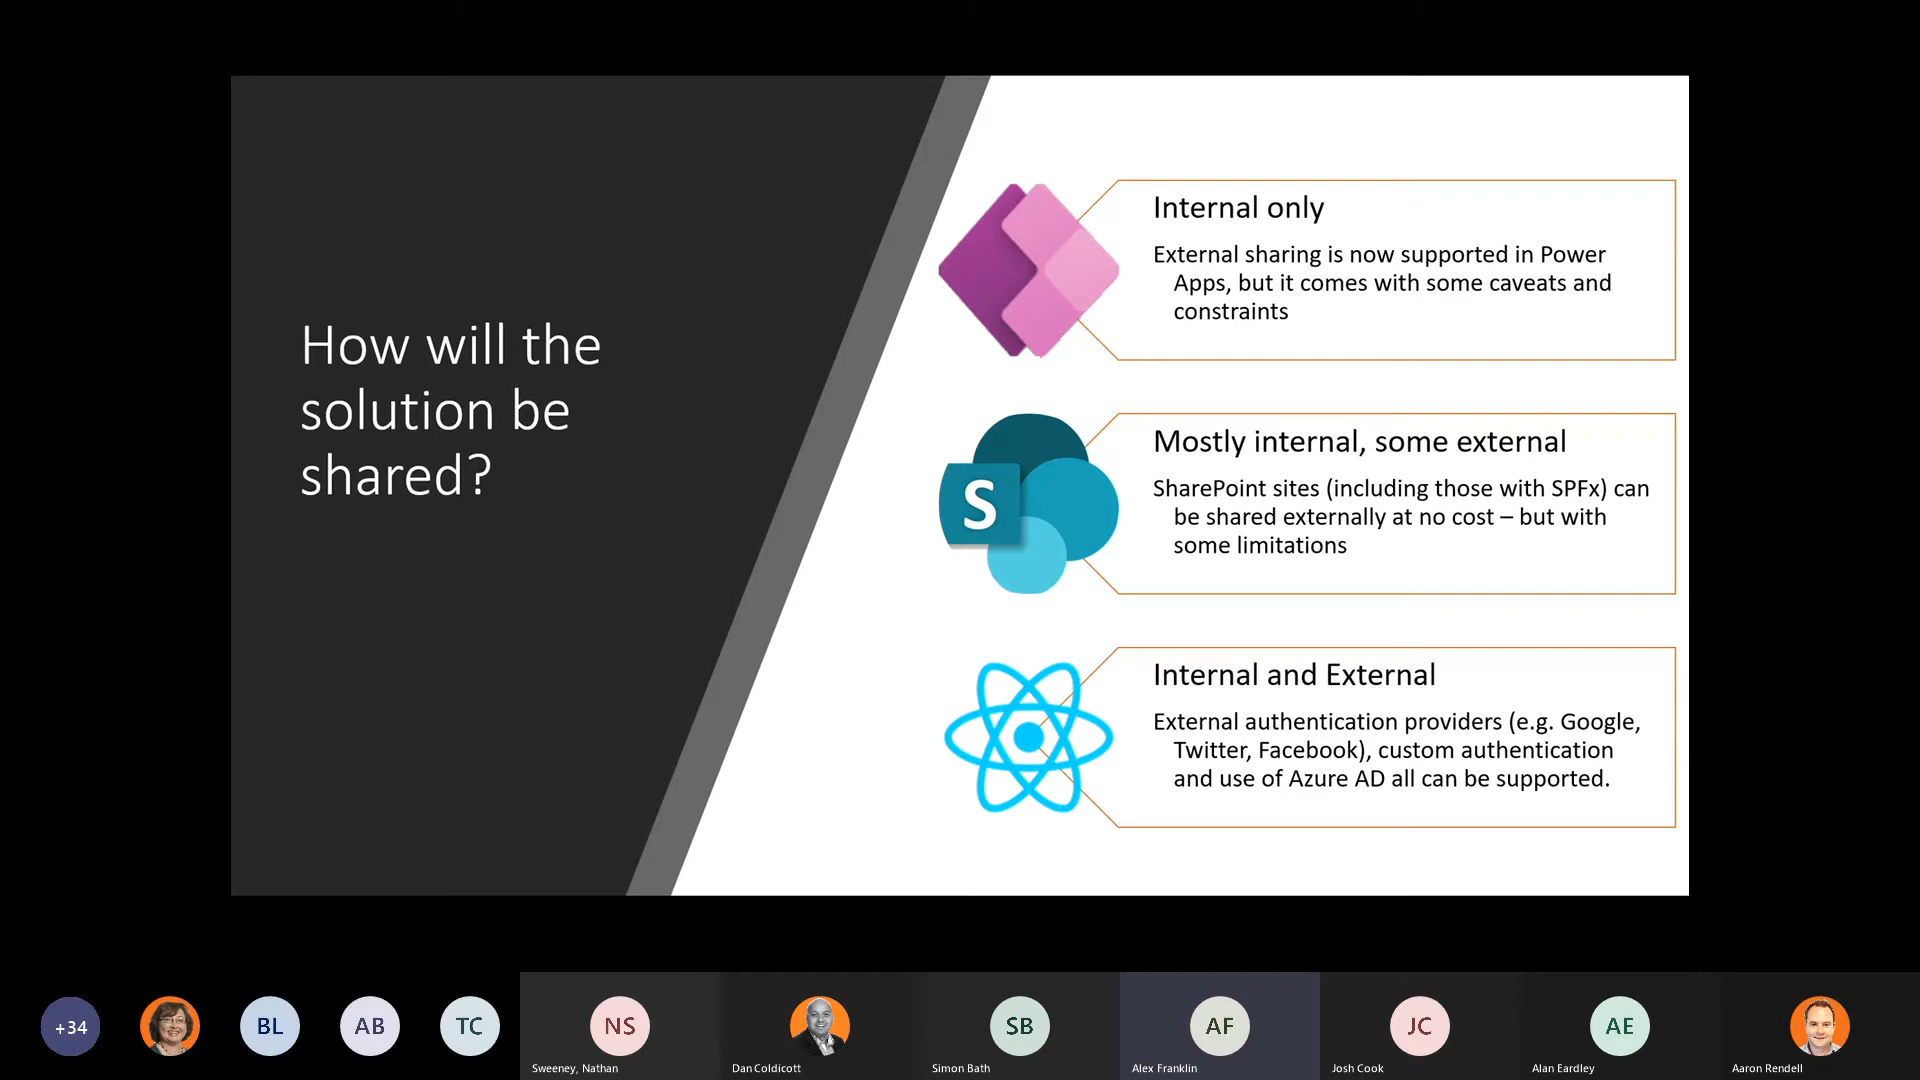 How will the
solution be
shared?
Internal only
External sharing is now supported in Power
Apps, but it comes with some caveats and
constraints
S
Mostly internal, some external
SharePoint sites (including those with SPFx) can
be shared externally at no cost – but with
some limitations
Internal and External
External authentication providers (e.g. Google,
Twitter, Facebook), custom authentication
and use of Azure AD all can be supported.
+34
BL
AB
TC
NS
Sweeney, Nathan
Dan Coldicott
SB
Simon Bath
AF
Alex Franklin
JC
Josh Cook
AE
Alan Eardley
Aaron Rendell